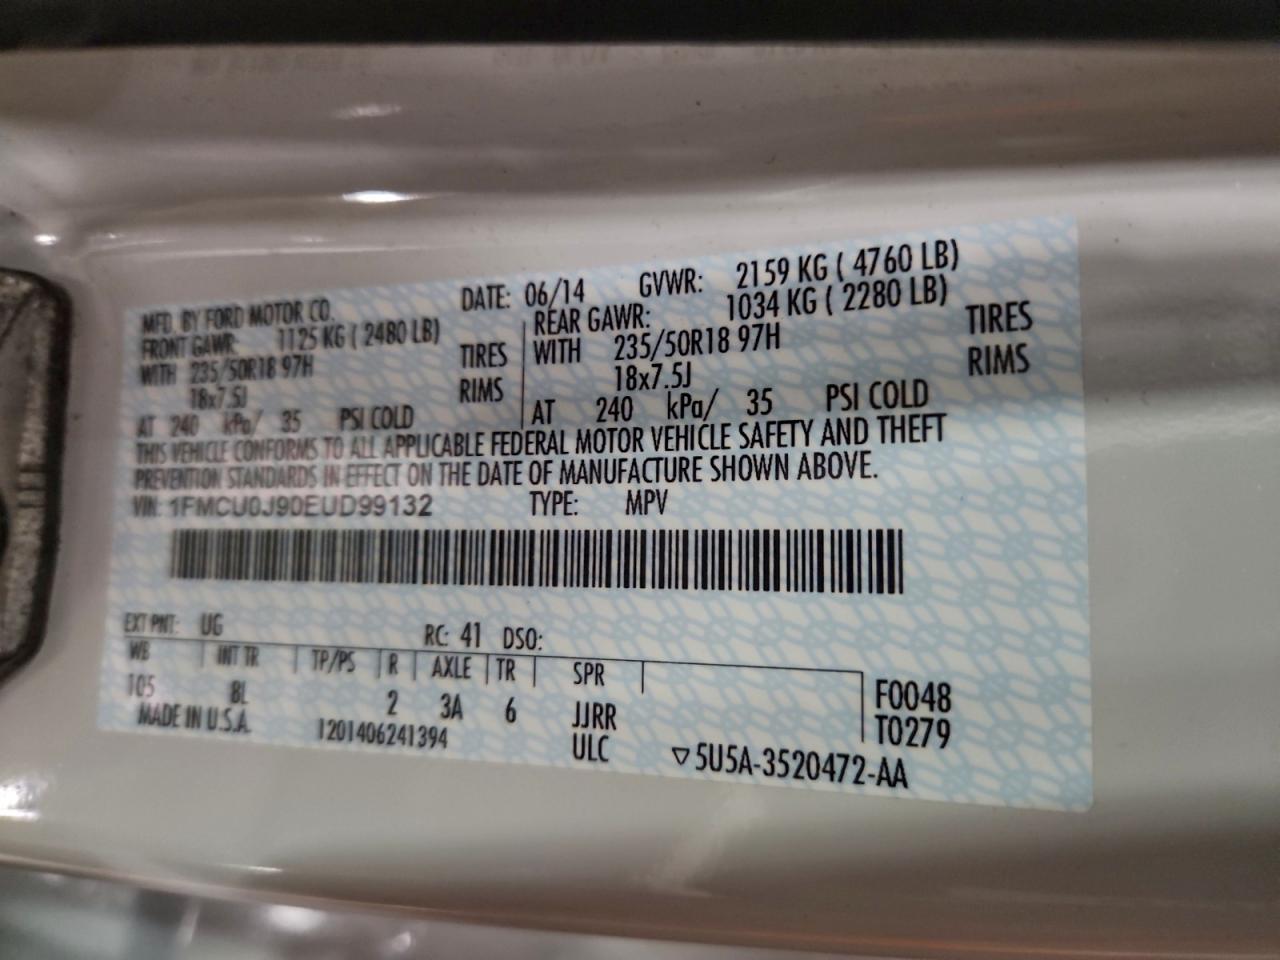 MFD. BY FORD MOTOR CO.
DATE: 06/14 GVWR: 2159 KG ( 4760 LB)
FRONT GAWR: 1125 KG ( 2480 LB) REAR GAWR: 1034 KG ( 2280 LB)
WITH 235/50R18 97H TIRES WITH 235/50R18 97H TIRES
18x7.5J RIMS 18x7.5J RIMS
AT 240 kPa/ 35 PSI COLD AT 240 kPa/ 35 PSI COLD
THIS VEHICLE CONFORMS TO ALL APPLICABLE FEDERAL MOTOR VEHICLE SAFETY AND THEFT
PREVENTION STANDARDS IN EFFECT ON THE DATE OF MANUFACTURE SHOWN ABOVE.
VIN: 1FMCU0J90EUD99132 TYPE: MPV
EXT PNT: UG RC: 41 DSO:
WB INT TR TP/PS R AXLE TR SPR
105 BL 2 3A 6 JJRR F0048
MADE IN U.S.A. 1201406241394 ULC T0279
▽5U5A-3520472-AA